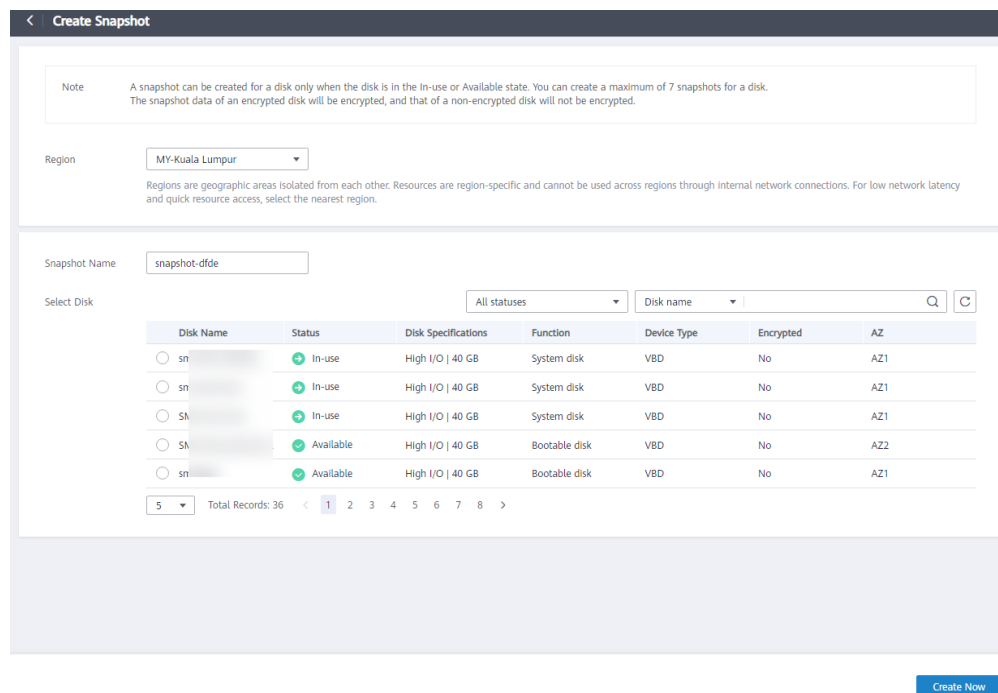 Create Snapshot
Note A snapshot can be created for a disk only when the disk is in the In-use or Available state. You can create a maximum of 7 snapshots for a disk.
The snapshot data of an encrypted disk will be encrypted, and that of a non-encrypted disk will not be encrypted.
Region MY-Kuala Lumpur
Regions are geographic areas isolated from each other. Resources are region-specific and cannot be used across regions through internal network connections. For low network latency
and quick resource access, select the nearest region.
Snapshot Name snapshot-dfde
Select Disk All statuses Disk name
Disk Name Status Disk Specifications Function Device Type Encrypted AZ
In-use High I/O | 40 GB System disk VBD No AZ1
In-use High I/O | 40 GB System disk VBD No AZ1
In-use High I/O | 40 GB System disk VBD No AZ1
Available High I/O | 40 GB Bootable disk VBD No AZ2
Available High I/O | 40 GB Bootable disk VBD No AZ1
5 Total Records: 36 < 1 2 3 4 5 6 7 8 >
Create Now